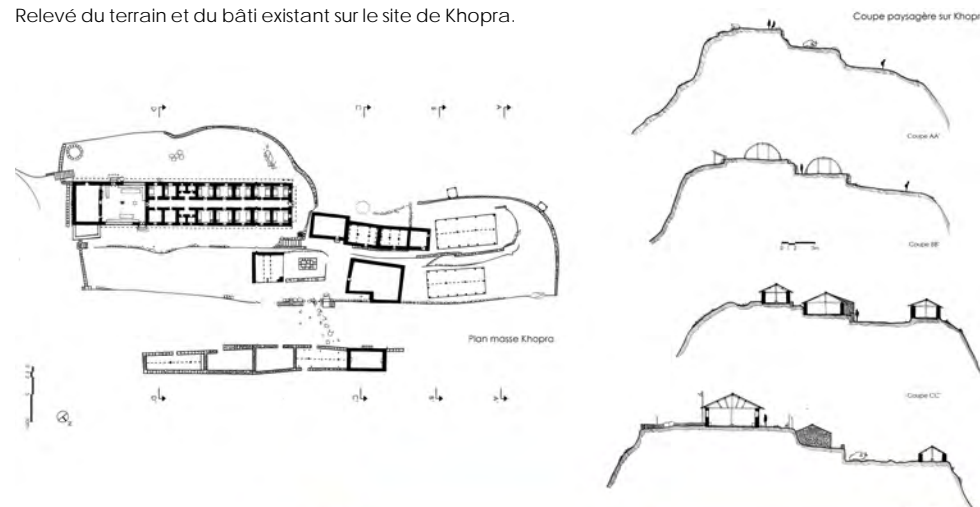 Relevé du terrain et du bâti existant sur le site de Khopra.
Coupe paysagère sur Khopra
Coupe AA'
Coupe BB'
Plan masse Khopra
Coupe CC'